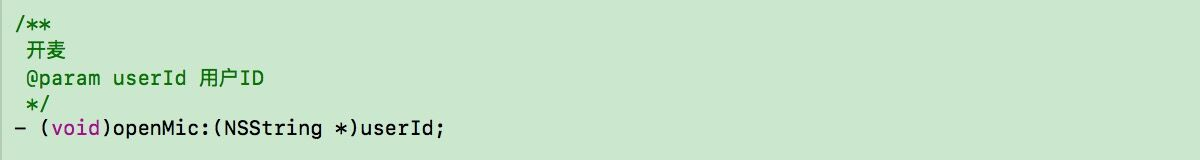 /**
开麦
@param userId 用户ID
*/
- (void)openMic:(NSString *)userId;